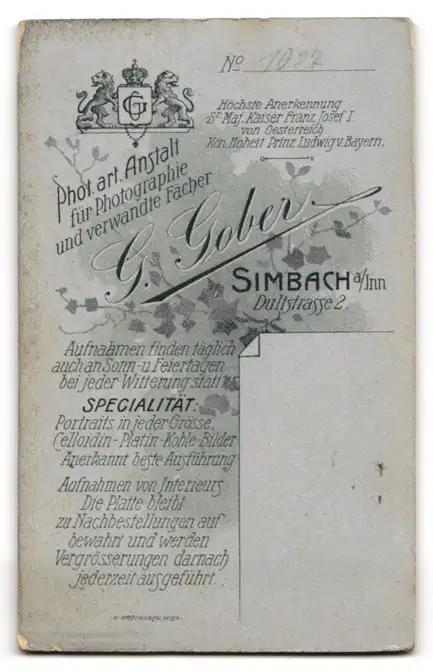 No 1027
G G
Höchste Anerkennung
Sr Maj. Kaiser Franz Josef I.
von Oesterreich
Kön. Hoheit Prinz Ludwig v. Bayern.
Phot. art. Anstalt
für Photographie
und verwandte Fächer
G. Gober
SIMBACH a/Inn
Dultstrasse 2.
Aufnahmen finden täglich
auch an Sonn- u. Feiertagen
bei jeder Witterung statt
SPECIALITÄT:
Portraits in jeder Grösse,
Celloidin-Platin-Kohle-Bilder
Anerkannt beste Ausführung
Aufnahmen von Interieurs
Die Platte bleibt
zu Nachbestellungen auf
bewahrt und werden
Vergrösserungen darnach
jederzeit ausgeführt.